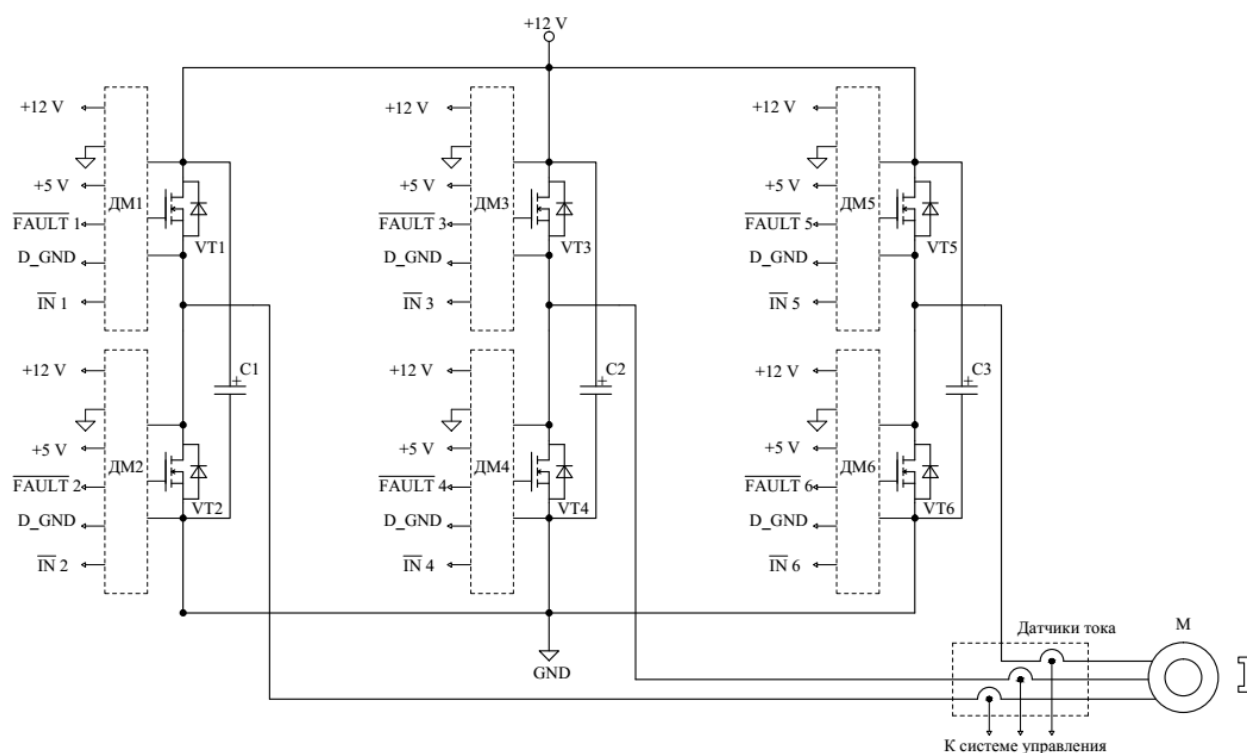 +12 V
+12 V
+5 V
FAULT 1
D_GND
IN 1
ДМ1
VT1
+12 V
+5 V
FAULT 3
D_GND
IN 3
ДМ3
VT3
+12 V
+5 V
FAULT 5
D_GND
IN 5
ДМ5
VT5
+12 V
+5 V
FAULT 2
D_GND
IN 2
ДМ2
VT2
C1
+
+12 V
+5 V
FAULT 4
D_GND
IN 4
ДМ4
VT4
C2
+
+12 V
+5 V
FAULT 6
D_GND
IN 6
ДМ6
VT6
C3
+
GND
Датчики тока
М
К системе управления